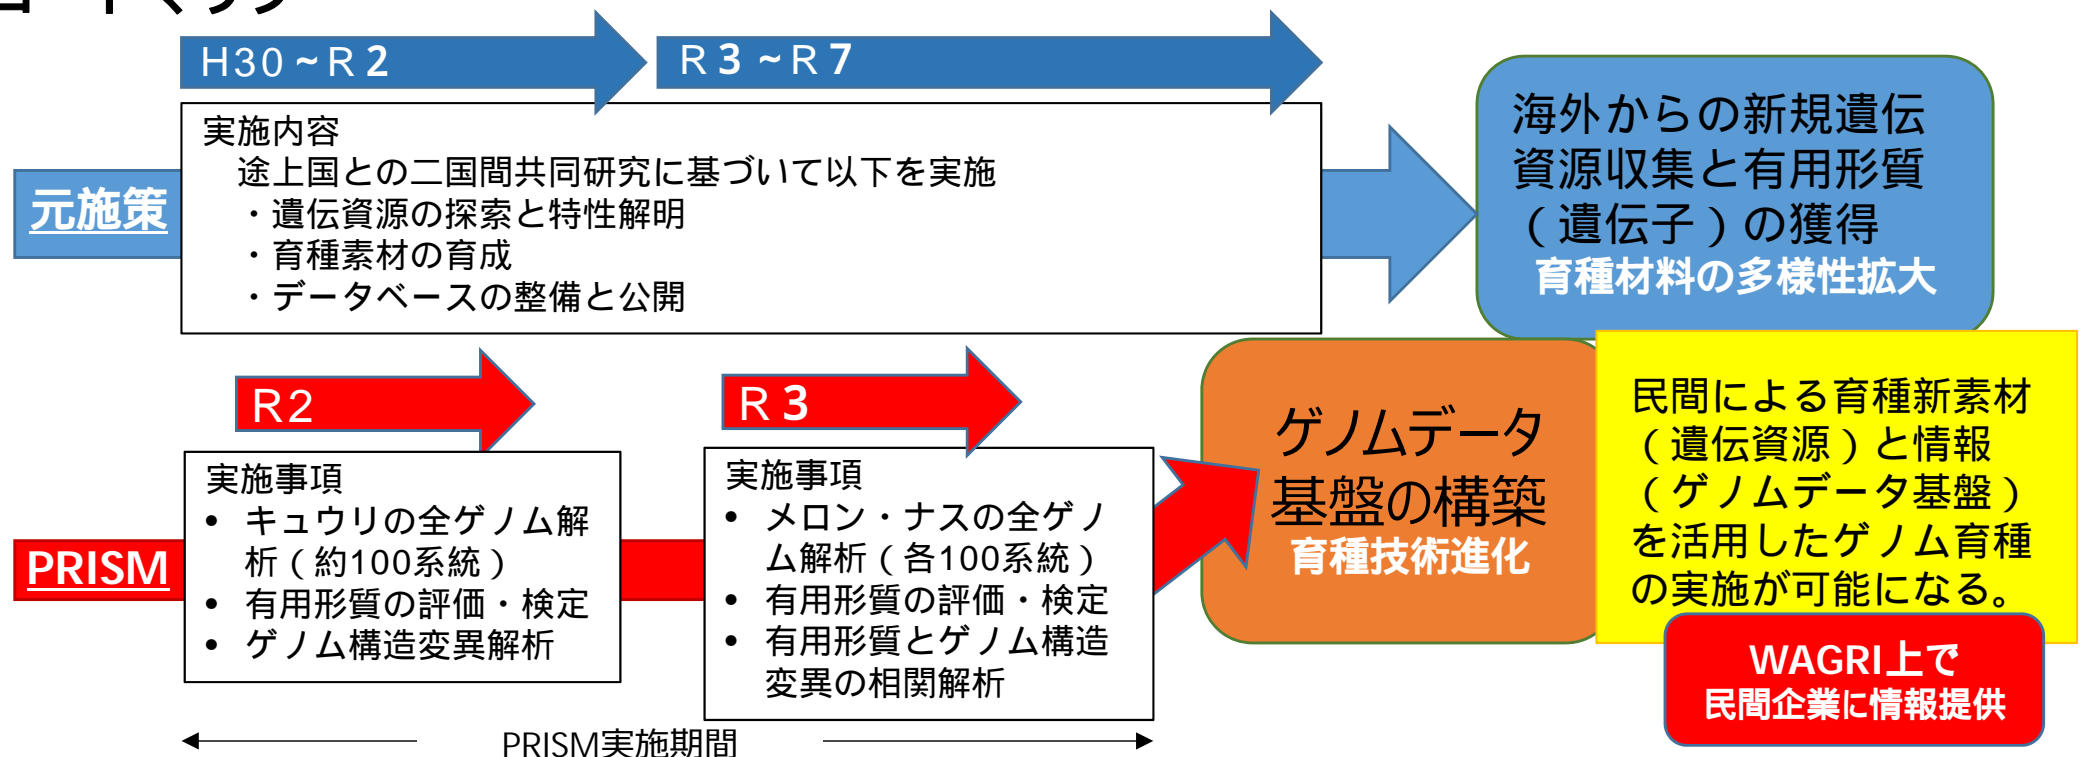 ロードマップ
H30~R2
R3~R7
元施策
実施内容
途上国との二国間共同研究に基づいて以下を実施
・遺伝資源の探索と特性解明
・育種素材の育成
・データベースの整備と公開
海外からの新規遺伝
資源収集と有用形質
(遺伝子)の獲得
育種材料の多様性拡大
R2
R3
PRISM
実施事項
• キュウリの全ゲノム解
析(約100系統)
• 有用形質の評価・検定
• ゲノム構造変異解析
実施事項
• メロン・ナスの全ゲノ
ム解析(各100系統)
• 有用形質の評価・検定
• 有用形質とゲノム構造
変異の相関解析
ゲノムデータ
基盤の構築
育種技術進化
民間による育種新素材
(遺伝資源)と情報
(ゲノムデータ基盤)
を活用したゲノム育種
の実施が可能になる。
WAGRI上で
民間企業に情報提供
PRISM実施期間